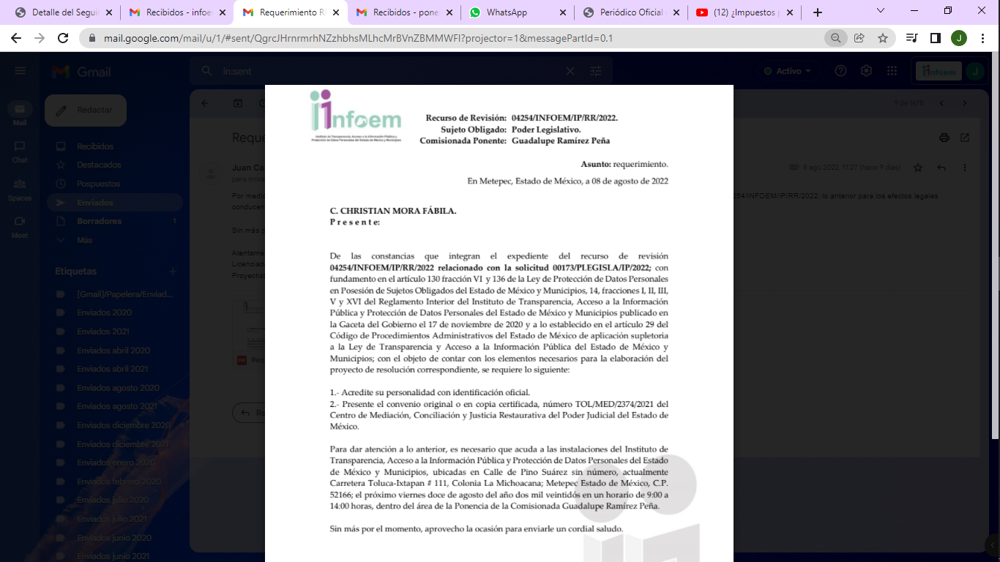 Detalle del Segui
Recibidos - infoe
Requerimiento R
Recibidos - pone
WhatsApp
Periódico Oficial
(12) ¿Impuestos p
mail.google.com/mail/u/1/#sent/QgrcJHrnrmrhNZzhbhsMLhcMrBVnZBMMWFl?projector=1&messagePartId=0.1
J
Gmail
in:sent
Activo
infoem
J
Redactar
4 de 1678
Mail
Chat
Spaces
Meet
Recibidos
Destacados
Pospuestos
Enviados
Borradores 1
Más
Etiquetas
[Gmail]/Papelera/Enviad...
Enviados 2020
Enviados 2021
Enviados abril 2020
Enviados abril 2021
Enviados agosto 2020
Enviados agosto 2021
Enviados diciembre 2020
Enviados diciembre 2021
Enviados enero 2020
Enviados febrero 2020
Enviados julio 2020
Enviados julio 2021
Enviados junio 2020
Enviados junio 2021
Reque
Juan Ca
para mora
8 ago 2022, 17:27 (hace 9 días)
Por medio
254/INFOEM/IP/RR/2022; lo anterior para los efectos legales
conducen
Sin más p
Atentame
Licenciad
Proyectis
Req
Re
infoem
Instituto de Transparencia, Acceso a la Información Pública y
Protección de Datos Personales del Estado de México y Municipios
Recurso de Revisión: 04254/INFOEM/IP/RR/2022.
Sujeto Obligado: Poder Legislativo.
Comisionada Ponente: Guadalupe Ramírez Peña
Asunto: requerimiento.
En Metepec, Estado de México, a 08 de agosto de 2022
C. CHRISTIAN MORA FÁBILA.
P r e s e n t e:
De las constancias que integran el expediente del recurso de revisión
04254/INFOEM/IP/RR/2022 relacionado con la solicitud 00173/PLEGISLA/IP/2022; con
fundamento en el artículo 130 fracción VI y 136 de la Ley de Protección de Datos Personales
en Posesión de Sujetos Obligados del Estado de México y Municipios, 14, fracciones I, II, III,
V y XVI del Reglamento Interior del Instituto de Transparencia, Acceso a la Información
Pública y Protección de Datos Personales del Estado de México y Municipios publicado en
la Gaceta del Gobierno el 17 de noviembre de 2020 y a lo establecido en el artículo 29 del
Código de Procedimientos Administrativos del Estado de México de aplicación supletoria
a la Ley de Transparencia y Acceso a la Información Pública del Estado de México y
Municipios; con el objeto de contar con los elementos necesarios para la elaboración del
proyecto de resolución correspondiente, se requiere lo siguiente:
1.- Acredite su personalidad con identificación oficial.
2.- Presente el convenio original o en copia certificada, número TOL/MED/2374/2021 del
Centro de Mediación, Conciliación y Justicia Restaurativa del Poder Judicial del Estado de
México.
Para dar atención a lo anterior, es necesario que acuda a las instalaciones del Instituto de
Transparencia, Acceso a la Información Pública y Protección de Datos Personales del Estado
de México y Municipios, ubicadas en Calle de Pino Suárez sin número, actualmente
Carretera Toluca-Ixtapan # 111, Colonia La Michoacana; Metepec Estado de México, C.P.
52166; el próximo viernes doce de agosto del año dos mil veintidós en un horario de 9:00 a
14:00 horas, dentro del área de la Ponencia de la Comisionada Guadalupe Ramírez Peña.
Sin más por el momento, aprovecho la ocasión para enviarle un cordial saludo.